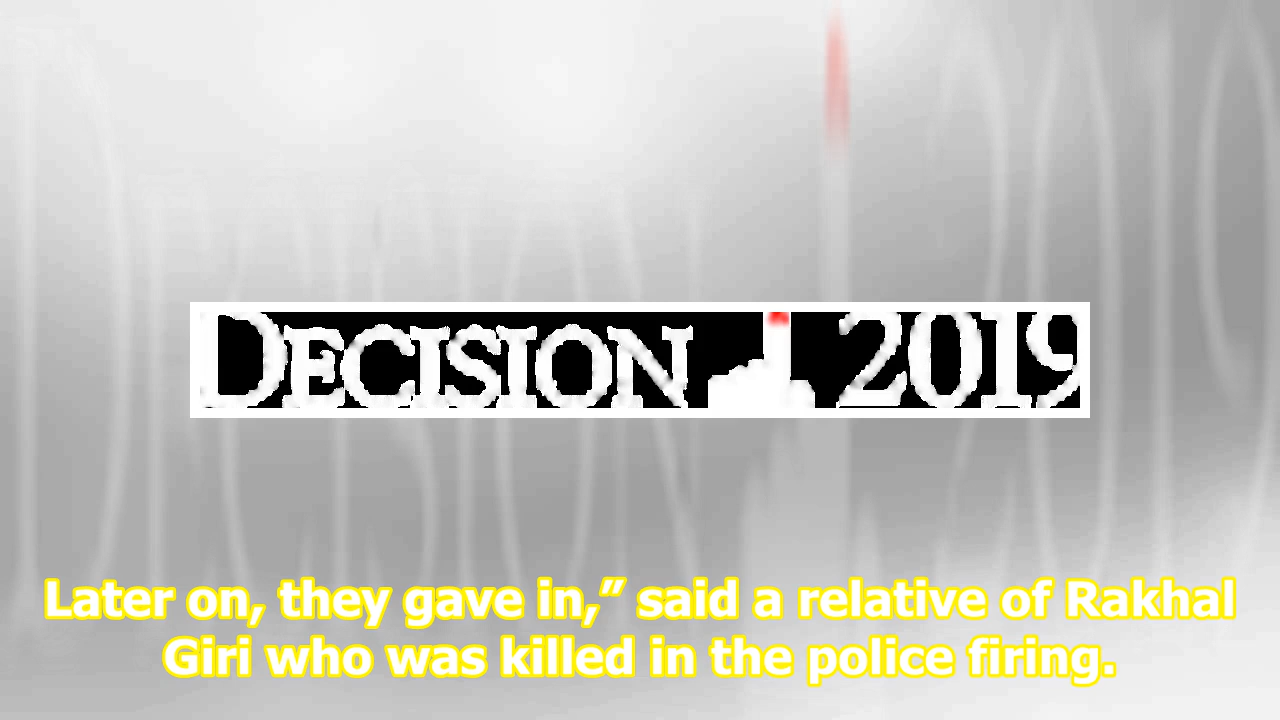 DECISION 2019
Later on, they gave in,” said a relative of Rakhal
Giri who was killed in the police firing.